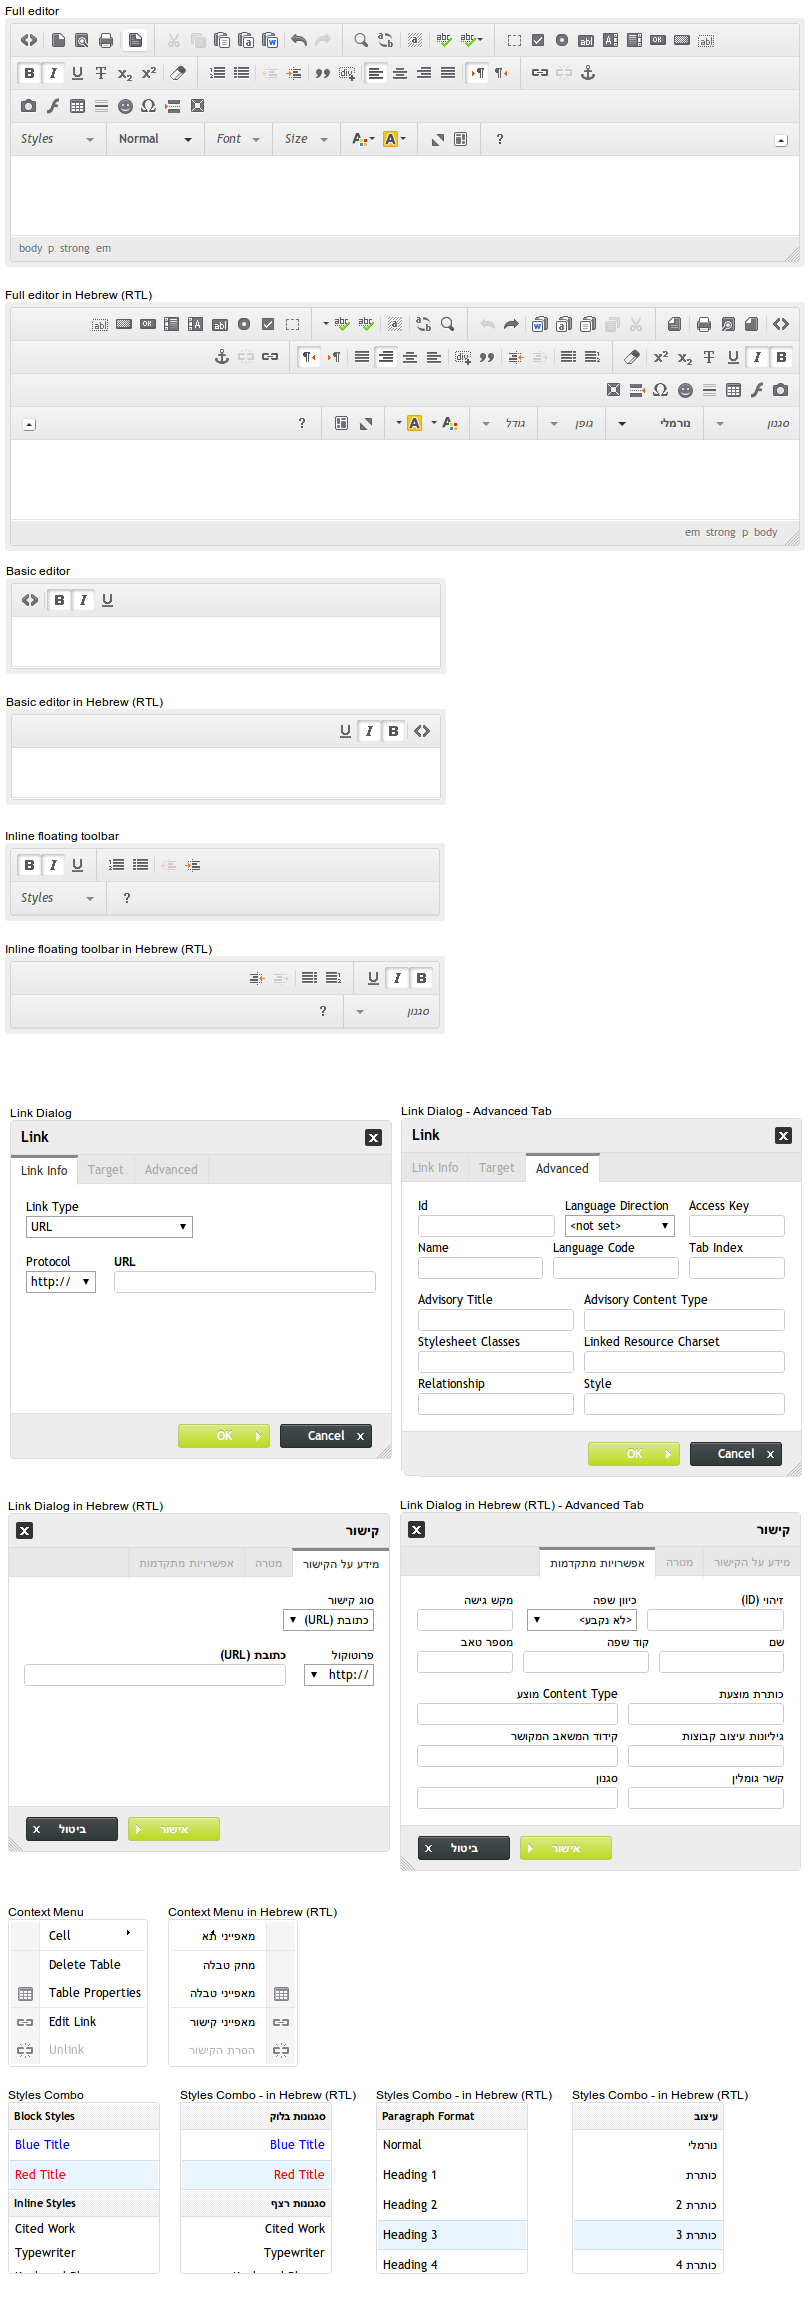 Full editor
Styles Normal Font Size ?
body p strong em
Full editor in Hebrew (RTL)
סגנון נורמלי גופן גודל ?
em strong p body
Basic editor
B I U
Basic editor in Hebrew (RTL)
U I B
Inline floating toolbar
B I U
Styles ?
Inline floating toolbar in Hebrew (RTL)
U I B
סגנון ?
Link Dialog
Link
Link Info Target Advanced
Link Type
URL
Protocol URL
http://
OK Cancel x
Link Dialog - Advanced Tab
Link
Link Info Target Advanced
Id Language Direction Access Key
<not set>
Name Language Code Tab Index
Advisory Title Advisory Content Type
Stylesheet Classes Linked Resource Charset
Relationship Style
OK Cancel x
Link Dialog in Hebrew (RTL)
קישור
מידע על הקישור מטרה אפשרויות מתקדמות
סוג קישור
כתובת (URL)
פרוטוקול כתובת (URL)
http://
אישור ביטול x
Link Dialog in Hebrew (RTL) - Advanced Tab
קישור
מידע על הקישור מטרה אפשרויות מתקדמות
זיהוי (ID) כיוון שפה מקש גישה
<לא נקבע>
שם קוד שפה מספר טאב
כותרת מוצעת Content Type מוצע
גיליונות עיצוב קבוצות קידוד המשאב המקושר
קשר גומלין סגנון
אישור ביטול x
Context Menu
Cell
Delete Table
Table Properties
Edit Link
Unlink
Context Menu in Hebrew (RTL)
מאפייני תא
מחק טבלה
מאפייני טבלה
מאפייני קישור
הסרת הקישור
Styles Combo
Block Styles
Blue Title
Red Title
Inline Styles
Cited Work
Typewriter
Styles Combo - in Hebrew (RTL)
סגנונות בלוק
Blue Title
Red Title
סגנונות רצף
Cited Work
Typewriter
Styles Combo - in Hebrew (RTL)
Paragraph Format
Normal
Heading 1
Heading 2
Heading 3
Heading 4
Styles Combo - in Hebrew (RTL)
עיצוב
נורמלי
כותרת
כותרת 2
כותרת 3
כותרת 4